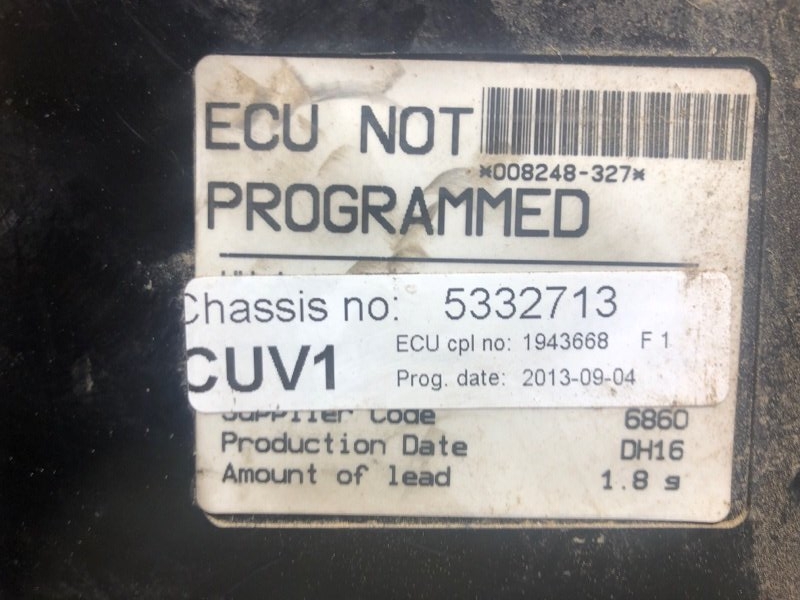 ECU NOT
*008248-327*
PROGRAMMED
Chassis no: 5332713
CUV1
ECU cpl no: 1943668 F 1
Prog. date: 2013-09-04
Supplier Code 6860
Production Date DH16
Amount of lead 1.8 g